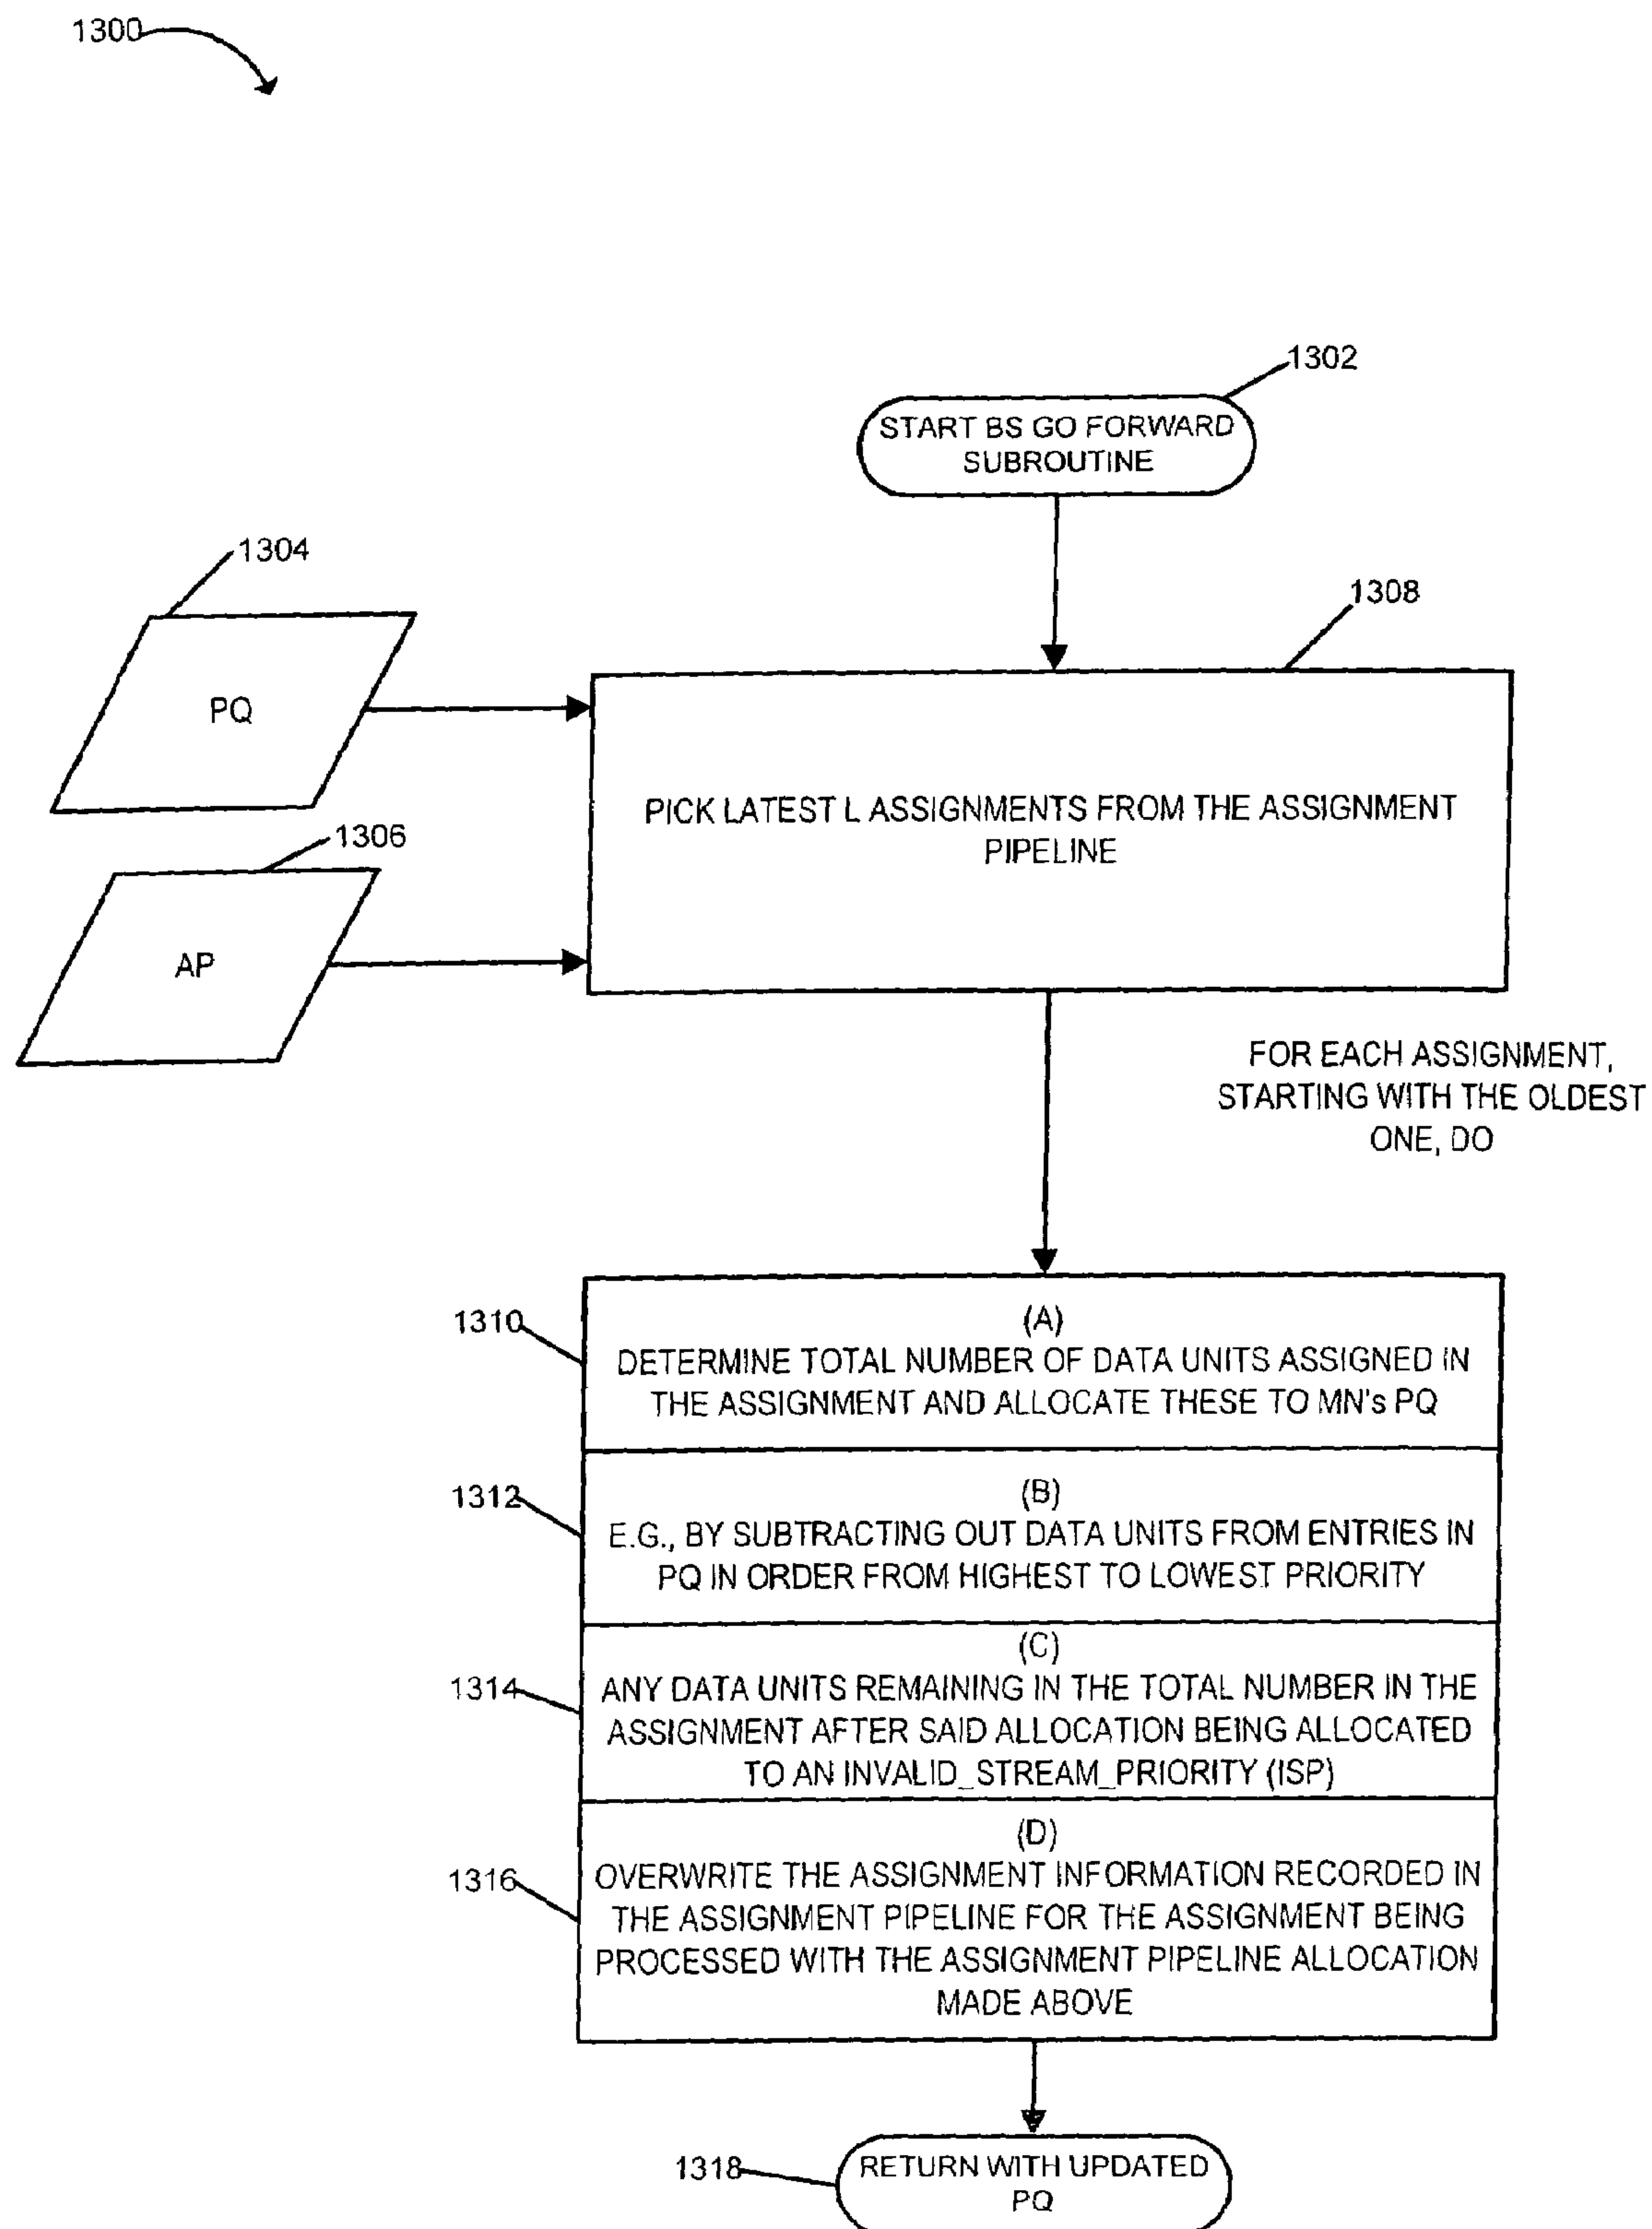 1300
1302
START BS GO FORWARD
SUBROUTINE
1304
1308
PQ
PICK LATEST L ASSIGNMENTS FROM THE ASSIGNMENT
PIPELINE
1306
AP
FOR EACH ASSIGNMENT,
STARTING WITH THE OLDEST
ONE, DO
1310
(A)
DETERMINE TOTAL NUMBER OF DATA UNITS ASSIGNED IN
THE ASSIGNMENT AND ALLOCATE THESE TO MN's PQ
1312
(B)
E.G., BY SUBTRACTING OUT DATA UNITS FROM ENTRIES IN
PQ IN ORDER FROM HIGHEST TO LOWEST PRIORITY
1314
(C)
ANY DATA UNITS REMAINING IN THE TOTAL NUMBER IN THE
ASSIGNMENT AFTER SAID ALLOCATION BEING ALLOCATED
TO AN INVALID_STREAM_PRIORITY (ISP)
1316
(D)
OVERWRITE THE ASSIGNMENT INFORMATION RECORDED IN
THE ASSIGNMENT PIPELINE FOR THE ASSIGNMENT BEING
PROCESSED WITH THE ASSIGNMENT PIPELINE ALLOCATION
MADE ABOVE
1318
RETURN WITH UPDATED
PQ